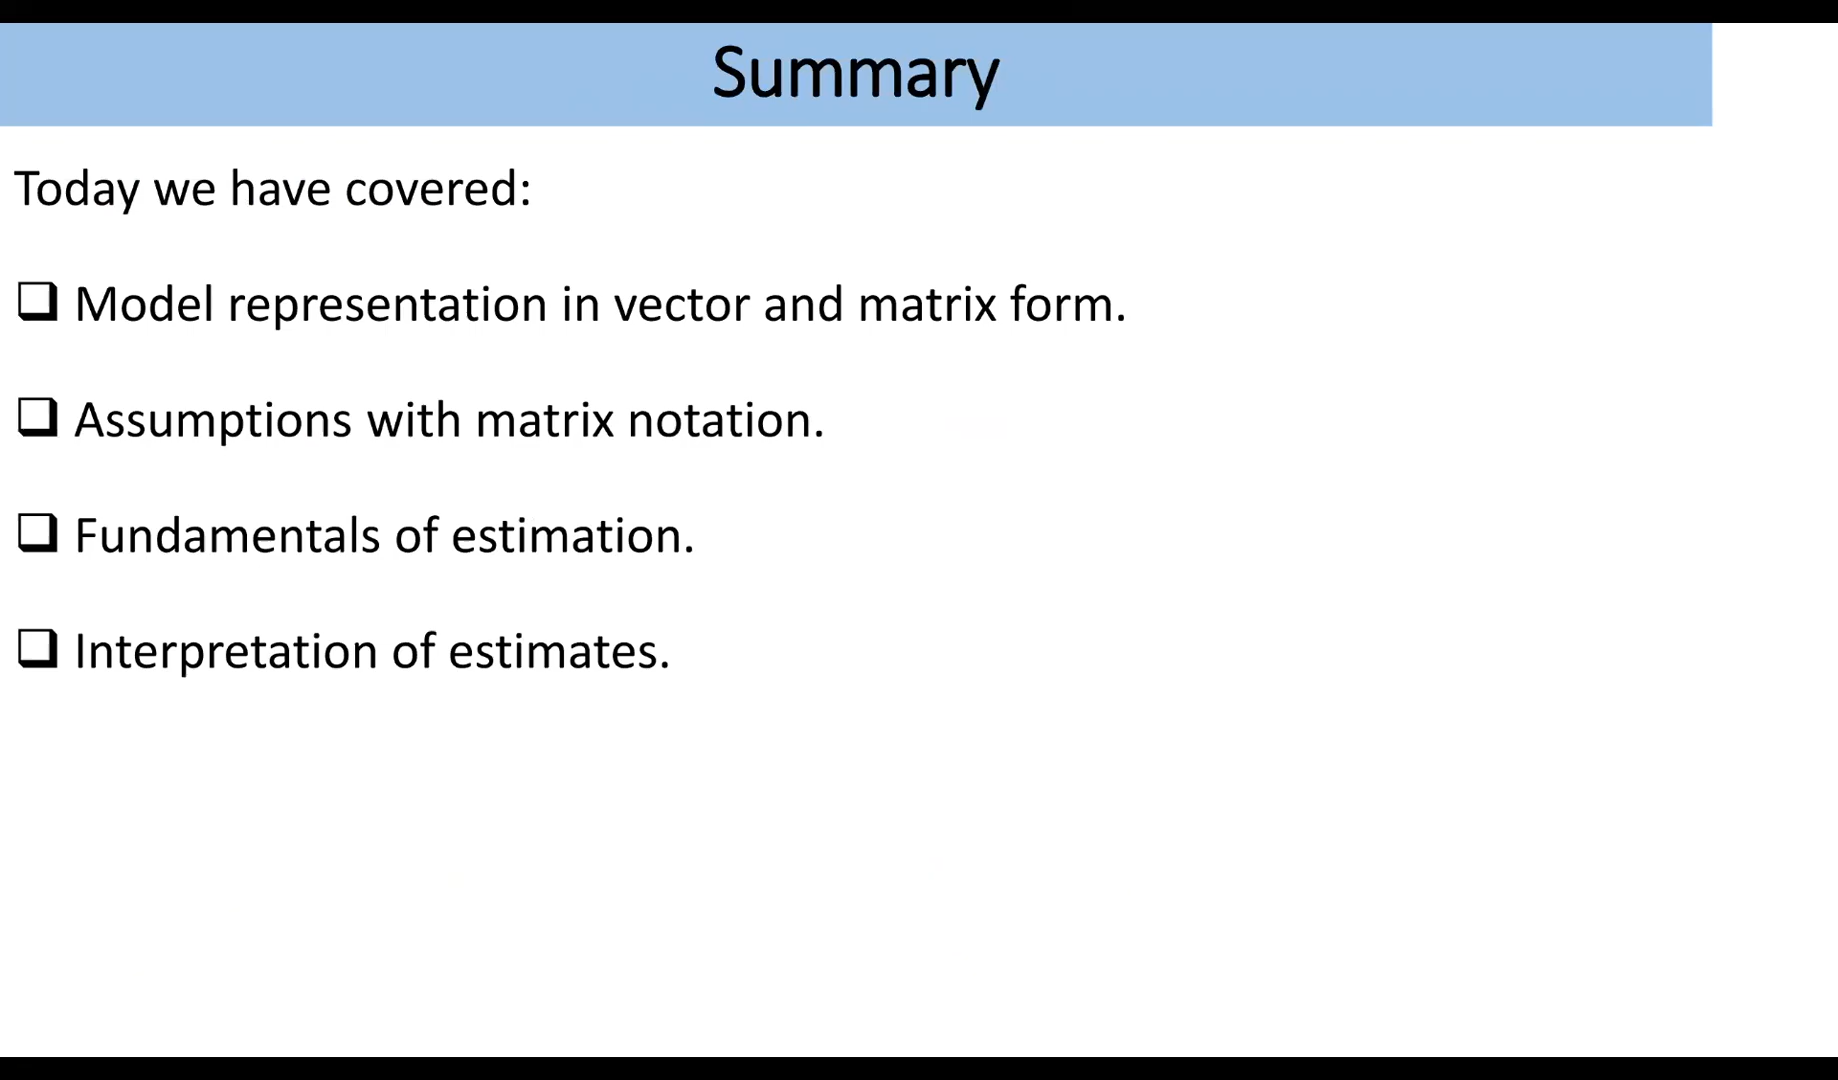 Summary
Today we have covered:
❑ Model representation in vector and matrix form.
❑ Assumptions with matrix notation.
❑ Fundamentals of estimation.
❑ Interpretation of estimates.